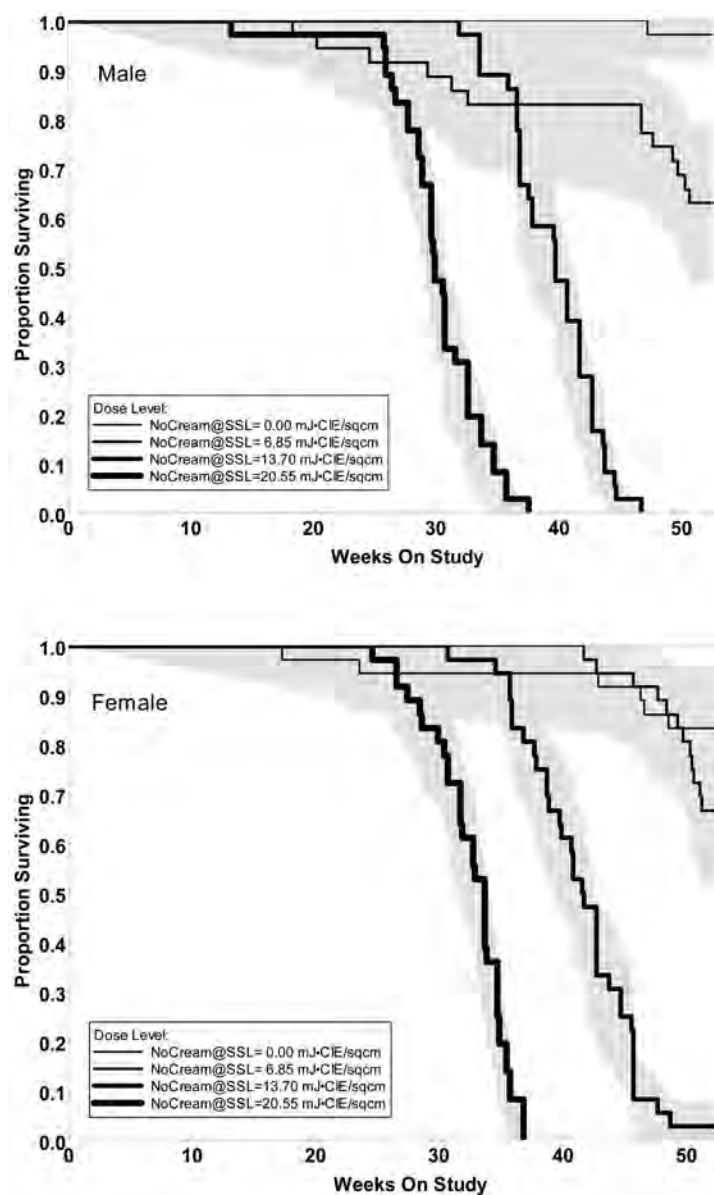 1.0
0.9
0.8
0.7
0.6
0.5
0.4
0.3
0.2
0.1
0.0
Proportion Surviving
Male
Dose Level:
NoCream@SSL= 0.00 mJ•CIE/sqcm
NoCream@SSL= 6.85 mJ•CIE/sqcm
NoCream@SSL=13.70 mJ•CIE/sqcm
NoCream@SSL=20.55 mJ•CIE/sqcm
0 10 20 30 40 50
Weeks On Study
1.0
0.9
0.8
0.7
0.6
0.5
0.4
0.3
0.2
0.1
0.0
Proportion Surviving
Female
Dose Level:
NoCream@SSL= 0.00 mJ•CIE/sqcm
NoCream@SSL= 6.85 mJ•CIE/sqcm
NoCream@SSL=13.70 mJ•CIE/sqcm
NoCream@SSL=20.55 mJ•CIE/sqcm
0 10 20 30 40 50
Weeks On Study